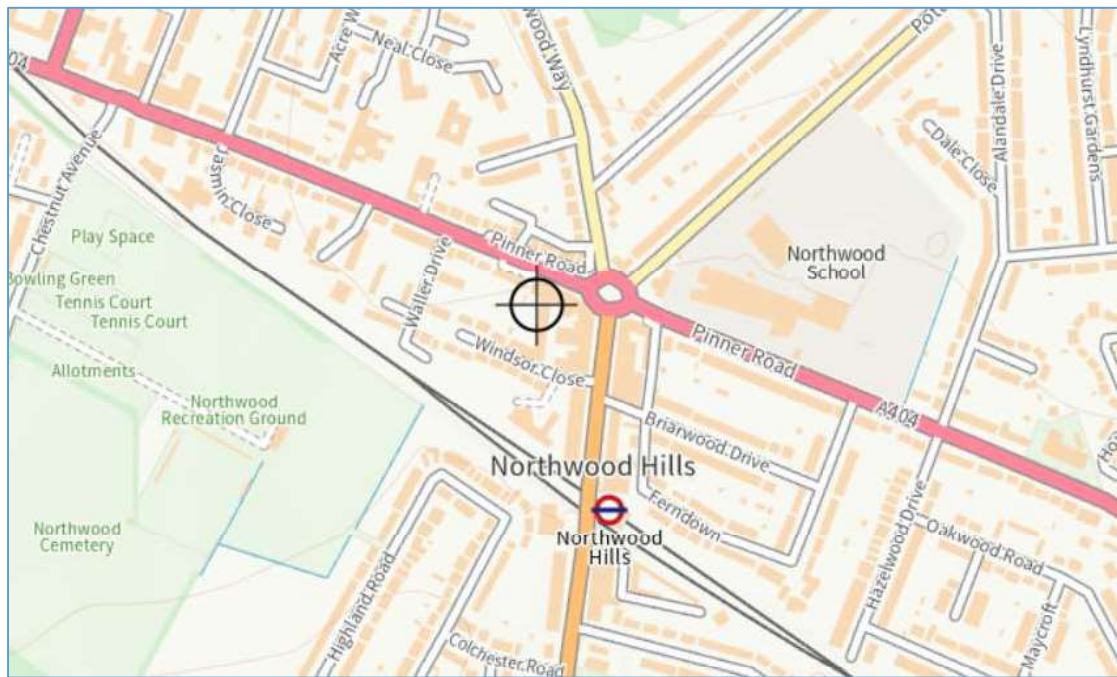 04
Acre W
Neal Close
wood Way
Pot
Alandale Drive
Lyndhurst Gardens
Dale Close
Chestnut Avenue
Jasmin Close
Play Space
Bowling Green
Tennis Court
Tennis Court
Waller Drive
Pinner Road
Northwood
School
Pinner Road
Windsor Close
Allotments
Northwood
Recreation Ground
A404
Briarwood Drive
Ho
Northwood Hills
Ferndown
Northwood
Hills
Northwood
Cemetery
Hazelwood Drive
Oakwood Road
Highland Road
Colchester Road
Maycroft